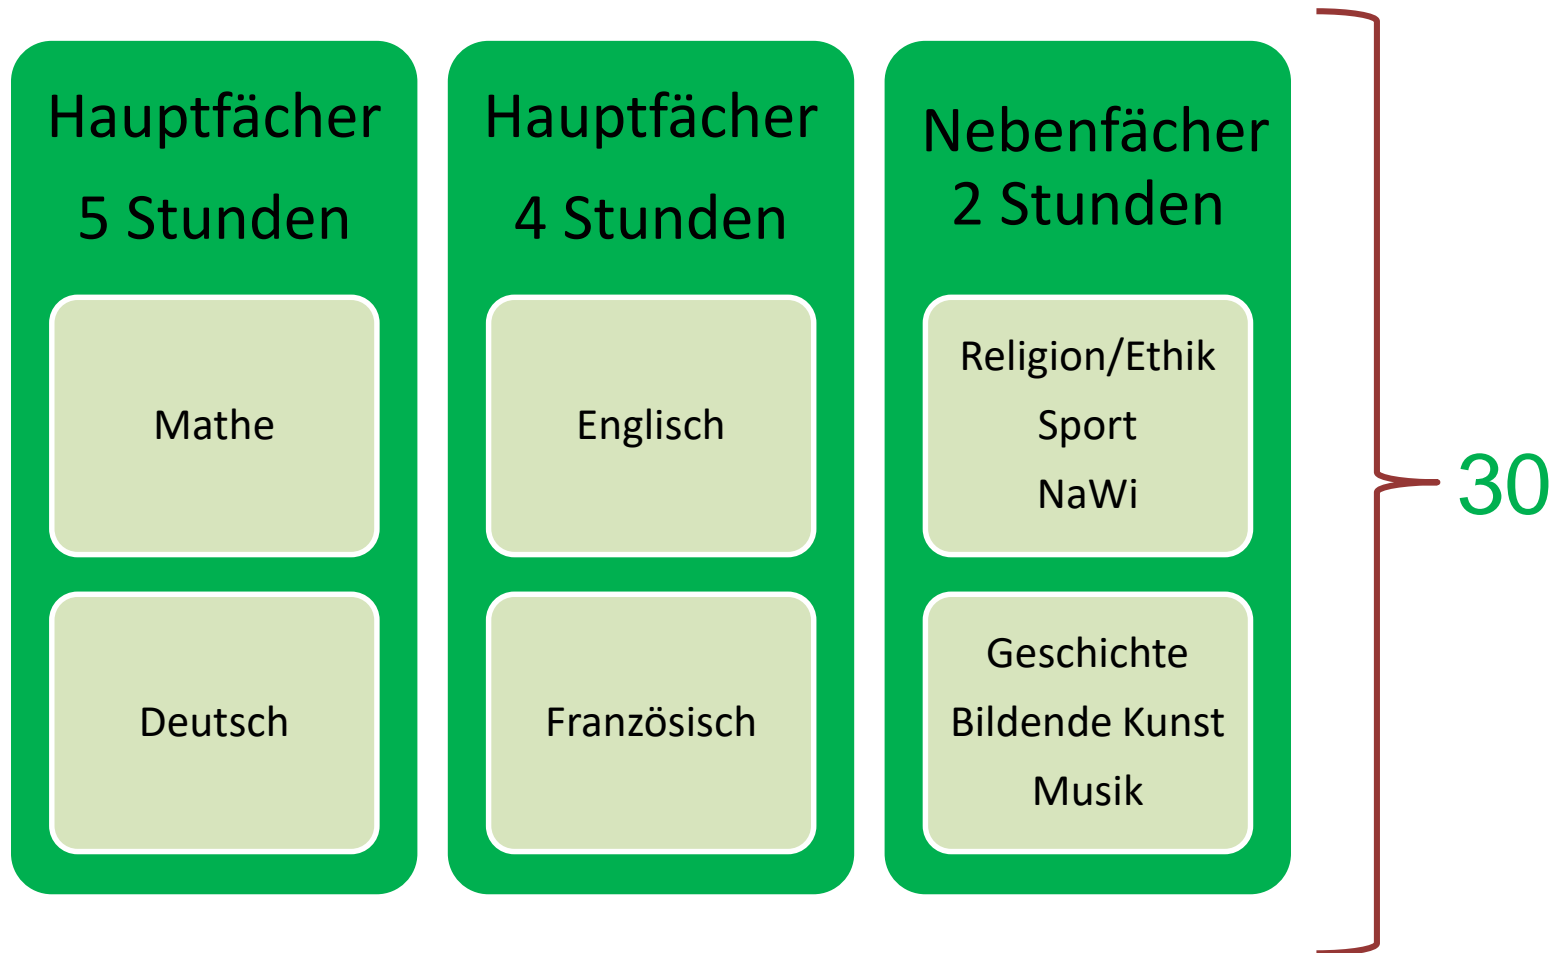 Hauptfächer
5 Stunden
Mathe
Deutsch
Hauptfächer
4 Stunden
Englisch
Französisch
Nebenfächer
2 Stunden
Religion/Ethik
Sport
NaWi
Geschichte
Bildende Kunst
Musik
30